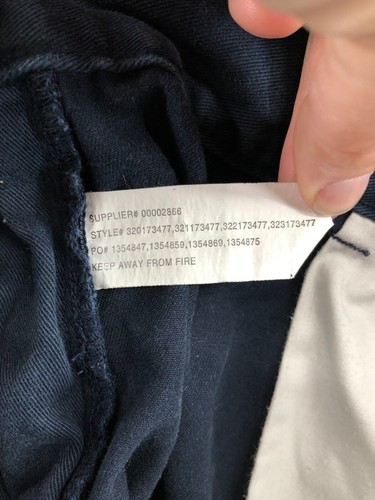 SUPPLIER# 00002866
STYLE# 320173477,321173477,322173477,323173477
PO# 1354847,1354859,1354869,1354875
KEEP AWAY FROM FIRE